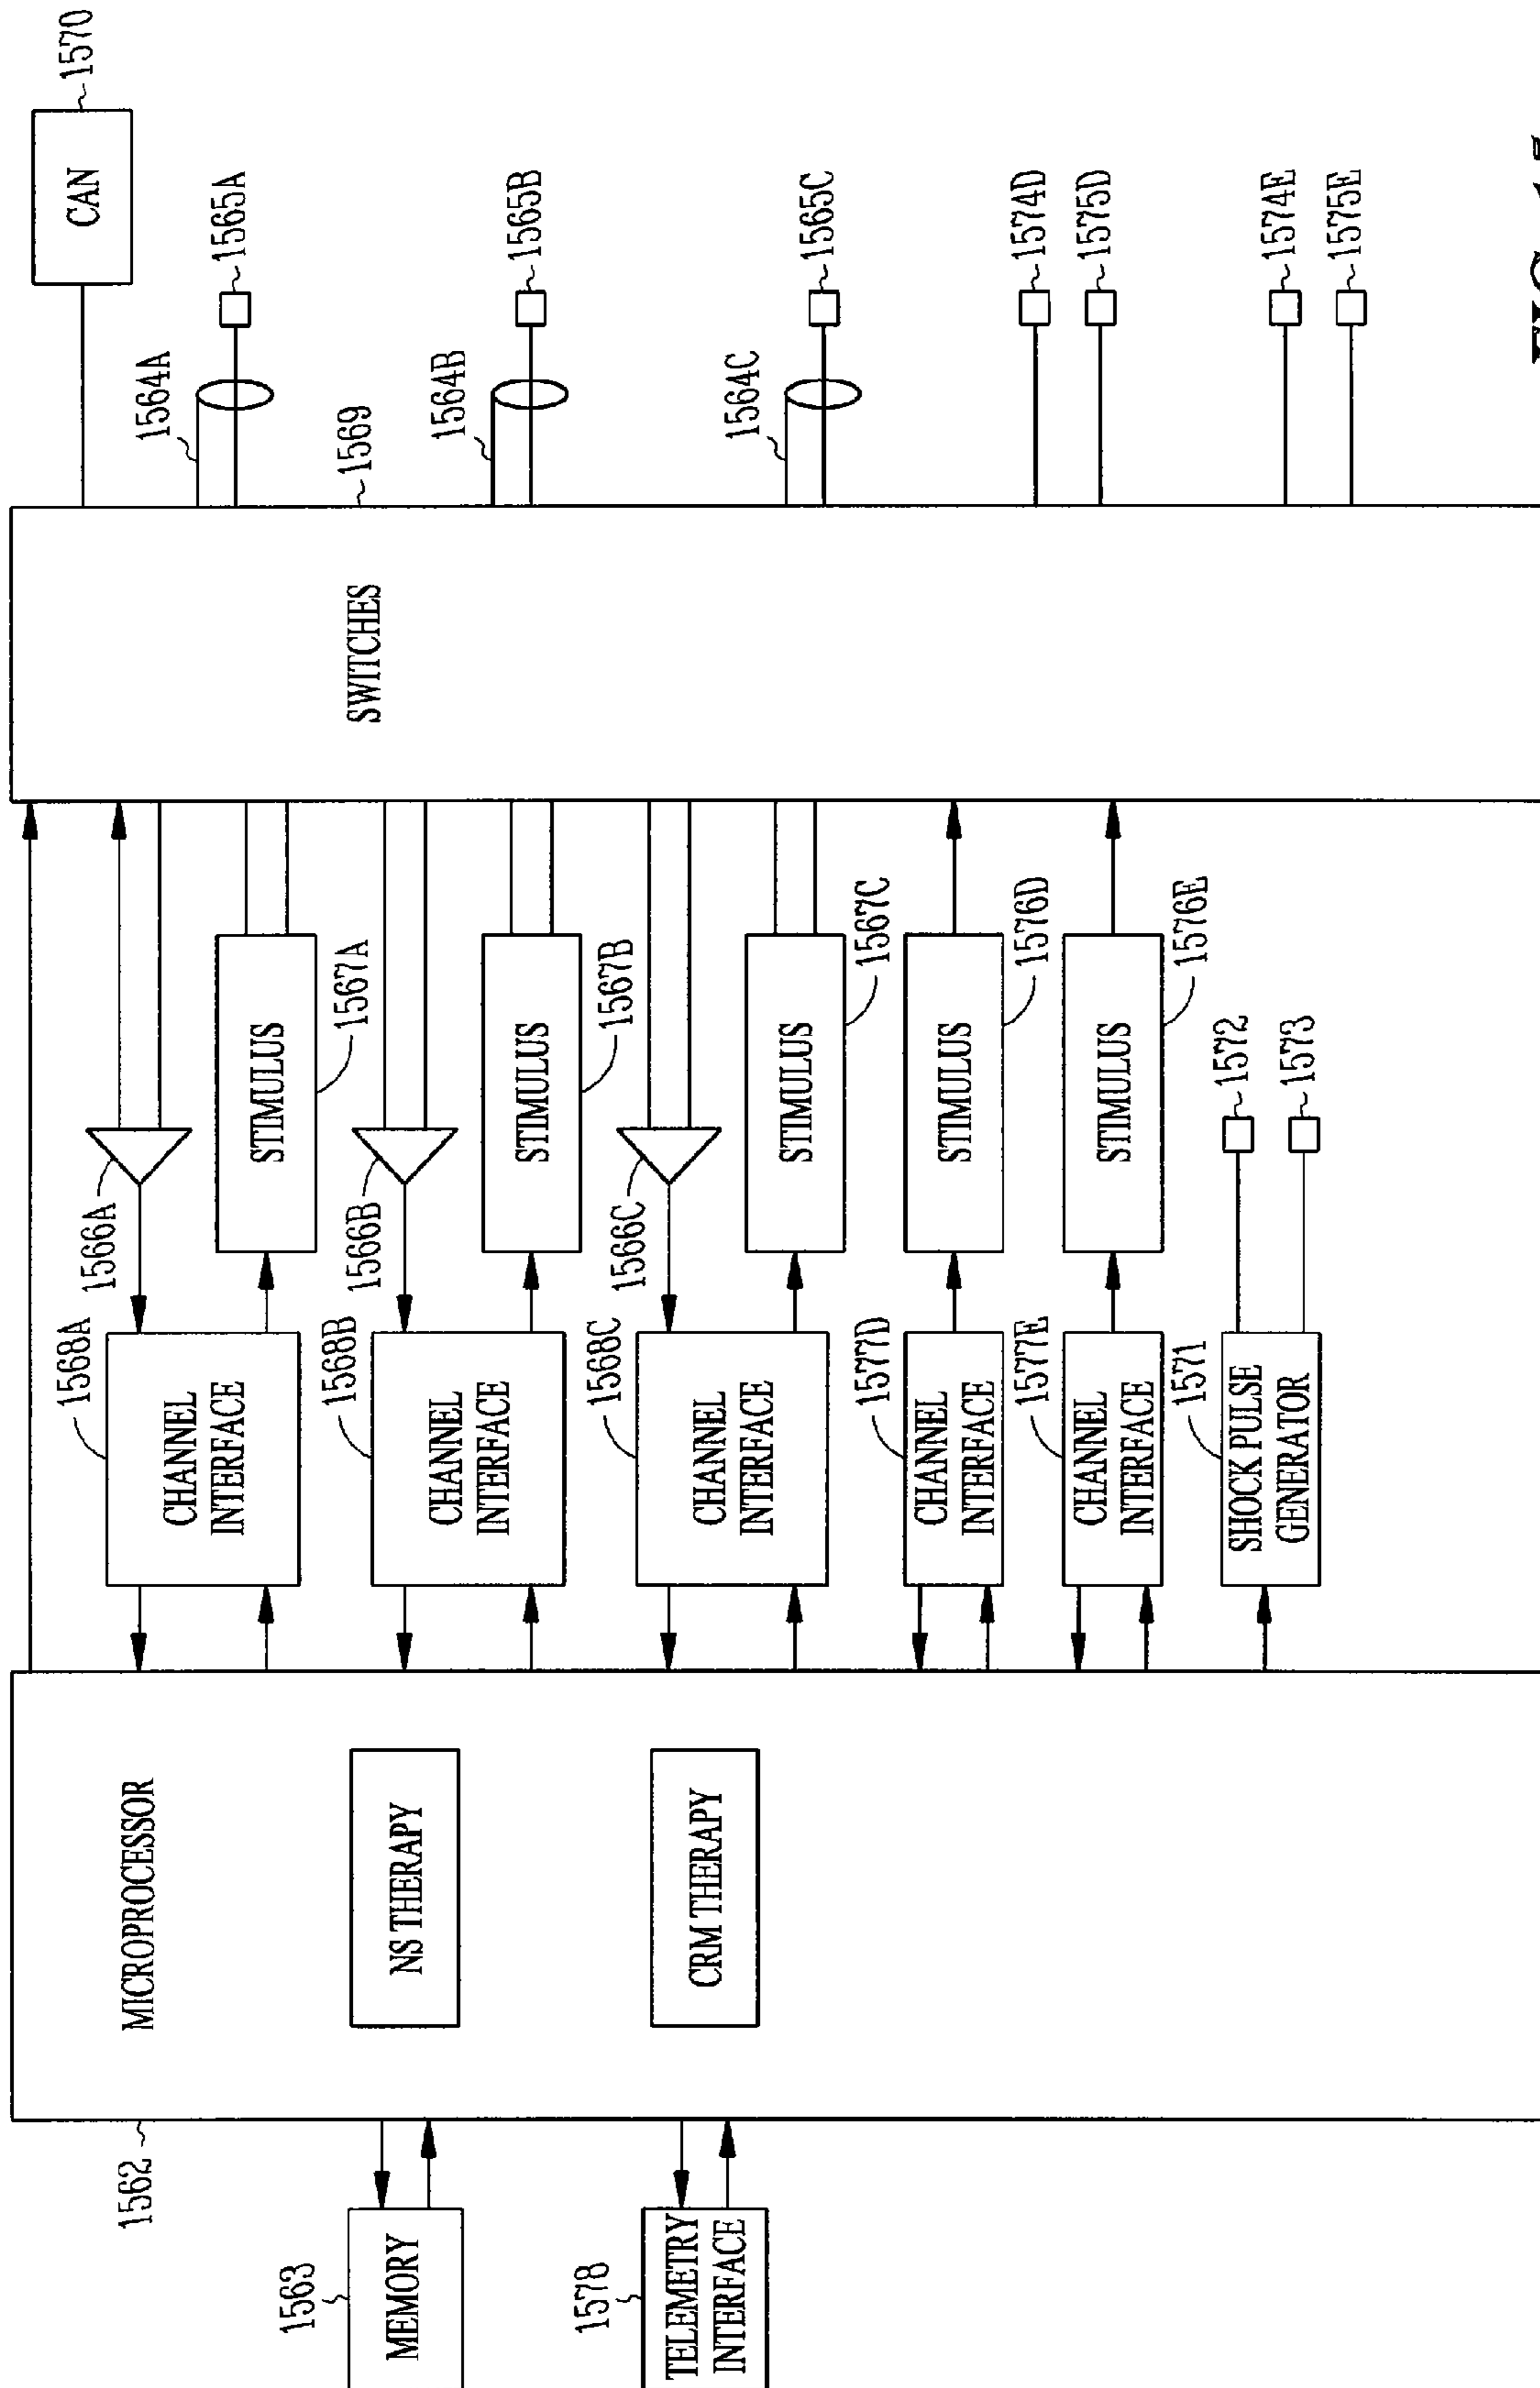 1570
CAN
1564A
1565A
1569
1564B
1565B
1564C
1565C
1574D
1575D
1574E
1575E
SWITCHES
1566A
STIMULUS
1567A
1566B
STIMULUS
1567B
1566C
STIMULUS
1567C
STIMULUS
1576D
STIMULUS
1576E
1572
1573
1568A
CHANNEL
INTERFACE
1568B
CHANNEL
INTERFACE
1568C
CHANNEL
INTERFACE
1577D
CHANNEL
INTERFACE
1577E
CHANNEL
INTERFACE
1571
SHOCK PULSE
GENERATOR
MICROPROCESSOR
NS THERAPY
CRM THERAPY
1562
1563
MEMORY
1578
TELEMETRY
INTERFACE